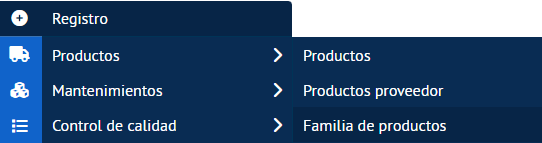 Registro
Productos
Productos
Mantenimientos
Productos proveedor
Control de calidad
Familia de productos